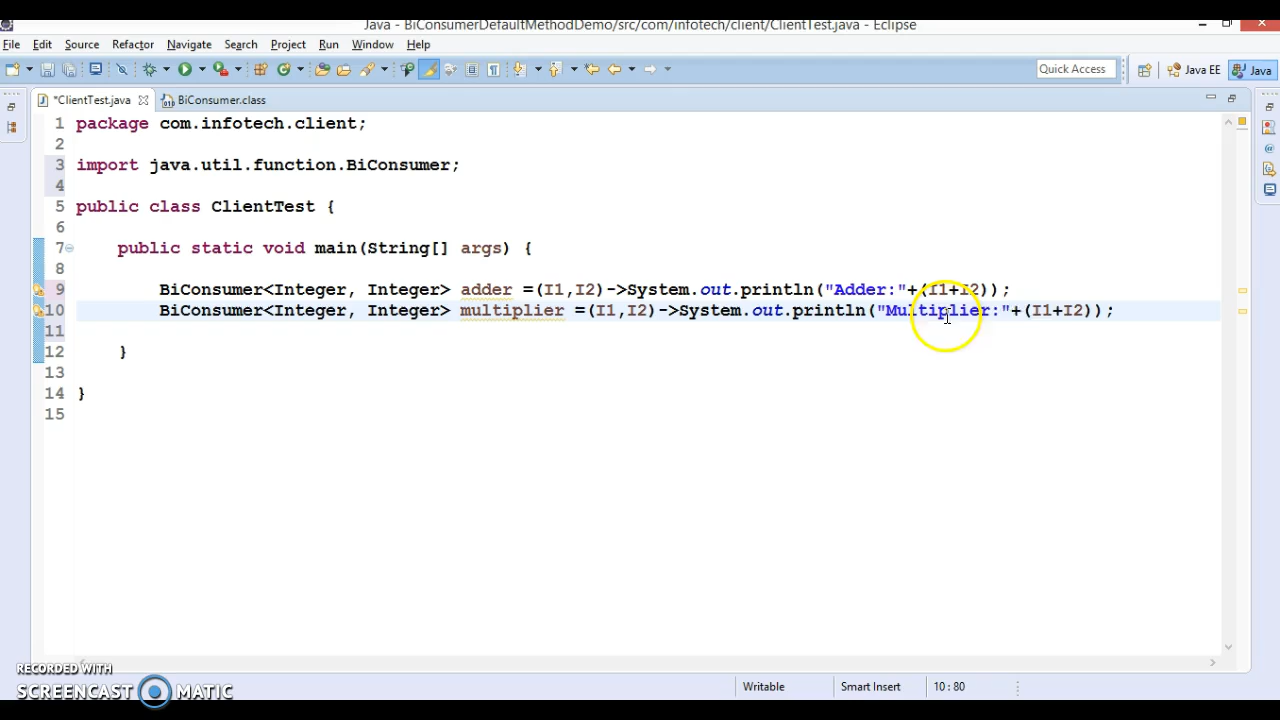 Java - BiConsumerDefaultMethodDemo/src/com/infotech/client/ClientTest.java - Eclipse
File Edit Source Refactor Navigate Search Project Run Window Help
Quick Access Java EE Java
*ClientTest.java BiConsumer.class
1 package com.infotech.client;
2
3 import java.util.function.BiConsumer;
4
5 public class ClientTest {
6
7 public static void main(String[] args) {
8
9 BiConsumer<Integer, Integer> adder =(I1,I2)->System.out.println("Adder:"+(I1+I2));
10 BiConsumer<Integer, Integer> multiplier =(I1,I2)->System.out.println("Multiplier:"+(I1+I2));
11
12 }
13
14 }
15
RECORDED WITH
SCREENCAST MATIC
Writable Smart Insert 10 : 80